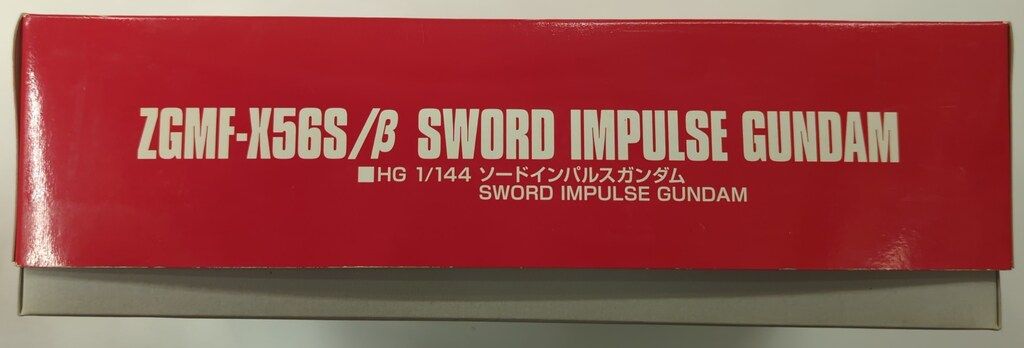 ZGMF-X56S/β SWORD IMPULSE GUNDAM
■HG 1/144 ソードインパルスガンダム
SWORD IMPULSE GUNDAM